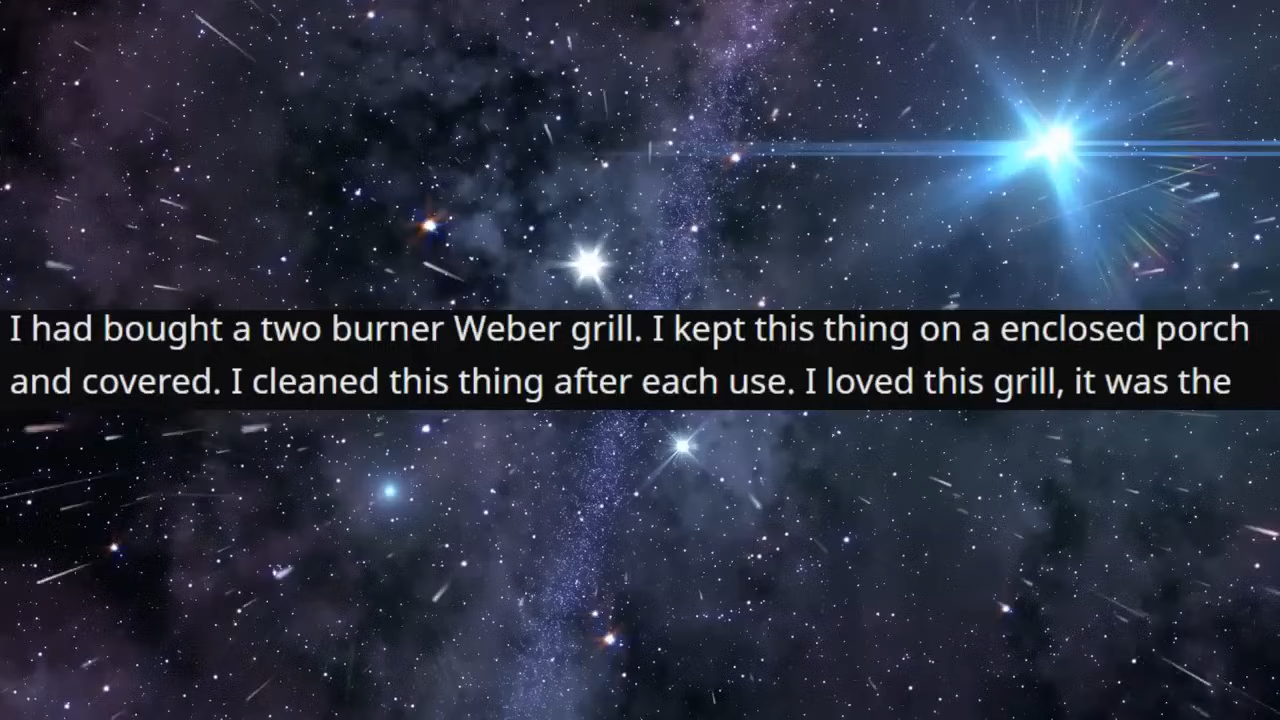 I had bought a two burner Weber grill. I kept this thing on a enclosed porch
and covered. I cleaned this thing after each use. I loved this grill, it was the